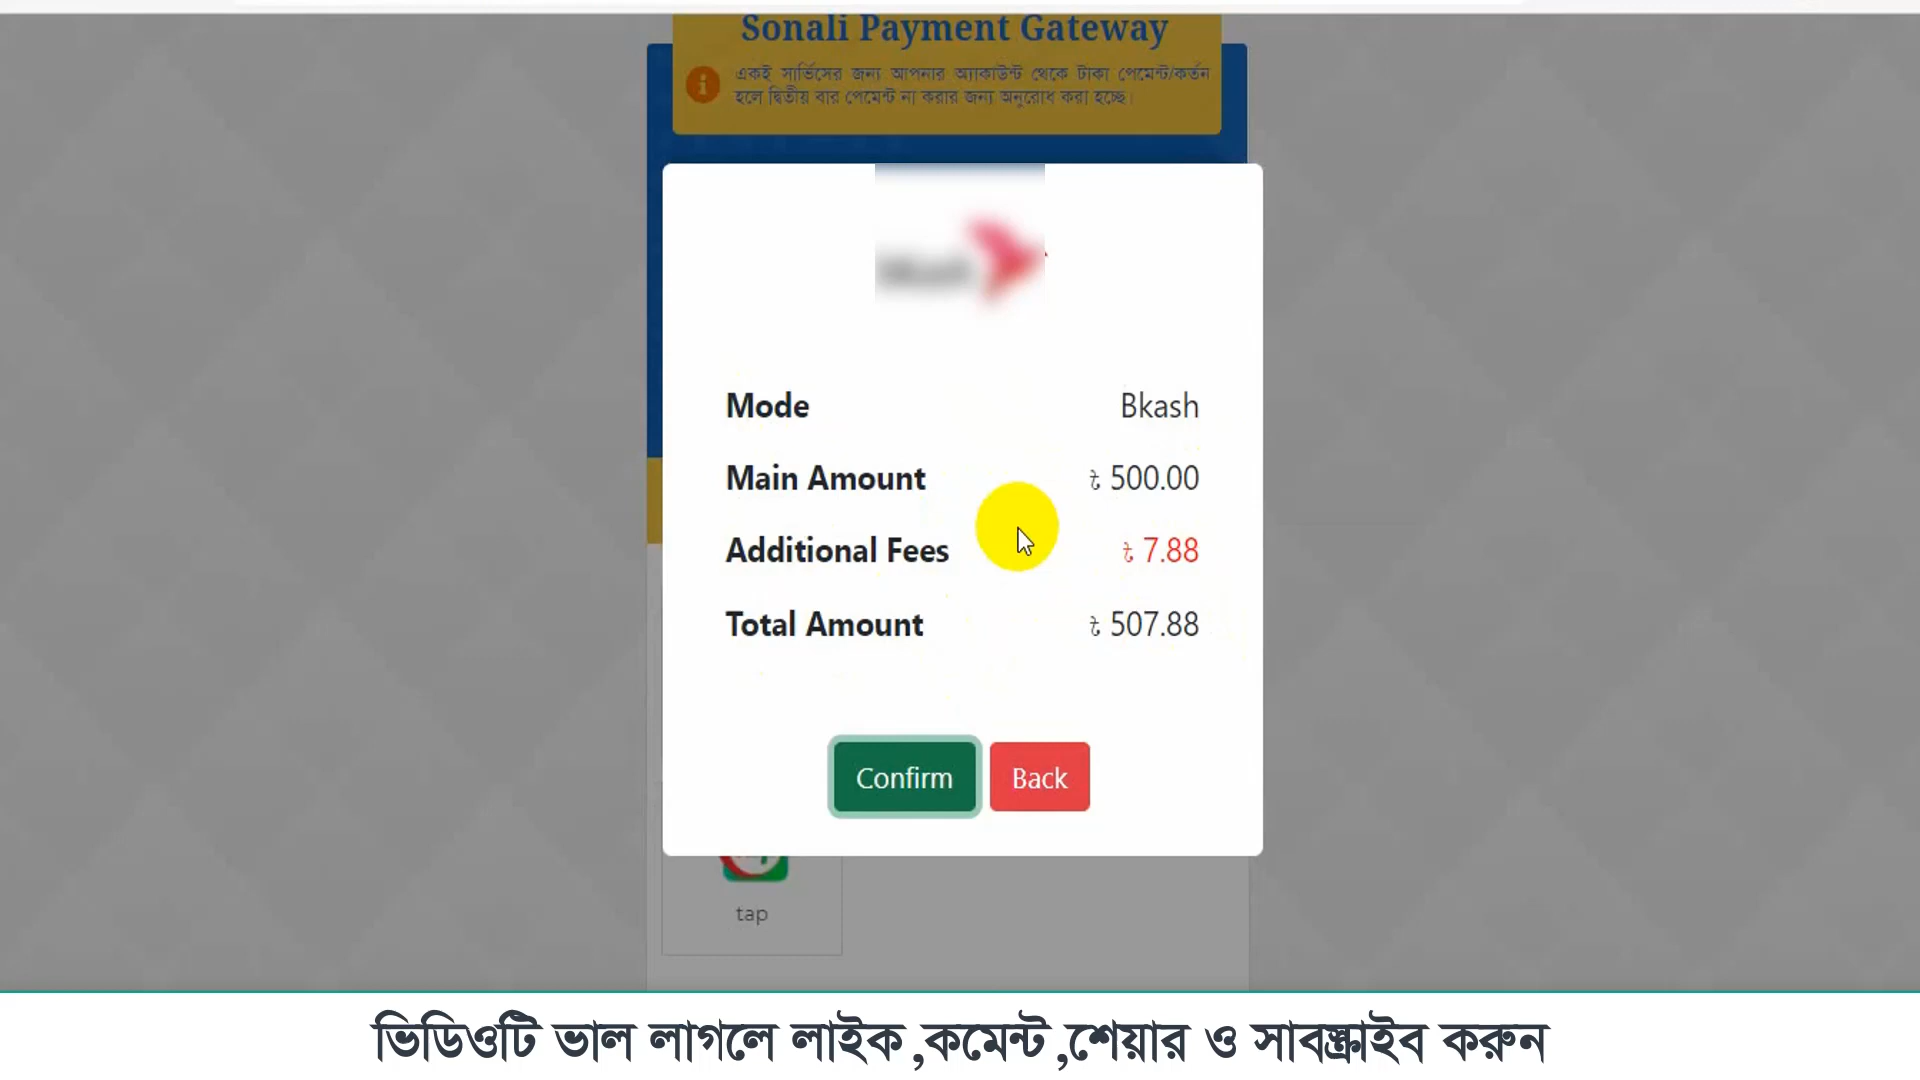 Sonali Payment Gateway
একই সার্ভিসের জন্য আপনার অ্যাকাউন্ট থেকে টাকা পেমেন্ট/কর্তন
হলে দ্বিতীয় বার পেমেন্ট না করার জন্য অনুরোধ করা হচ্ছে।
Mode Bkash
Main Amount ৳ 500.00
Additional Fees ৳ 7.88
Total Amount ৳ 507.88
Confirm Back
tap
ভিডিওটি ভাল লাগলে লাইক,কমেন্ট,শেয়ার ও সাবস্ক্রাইব করুন